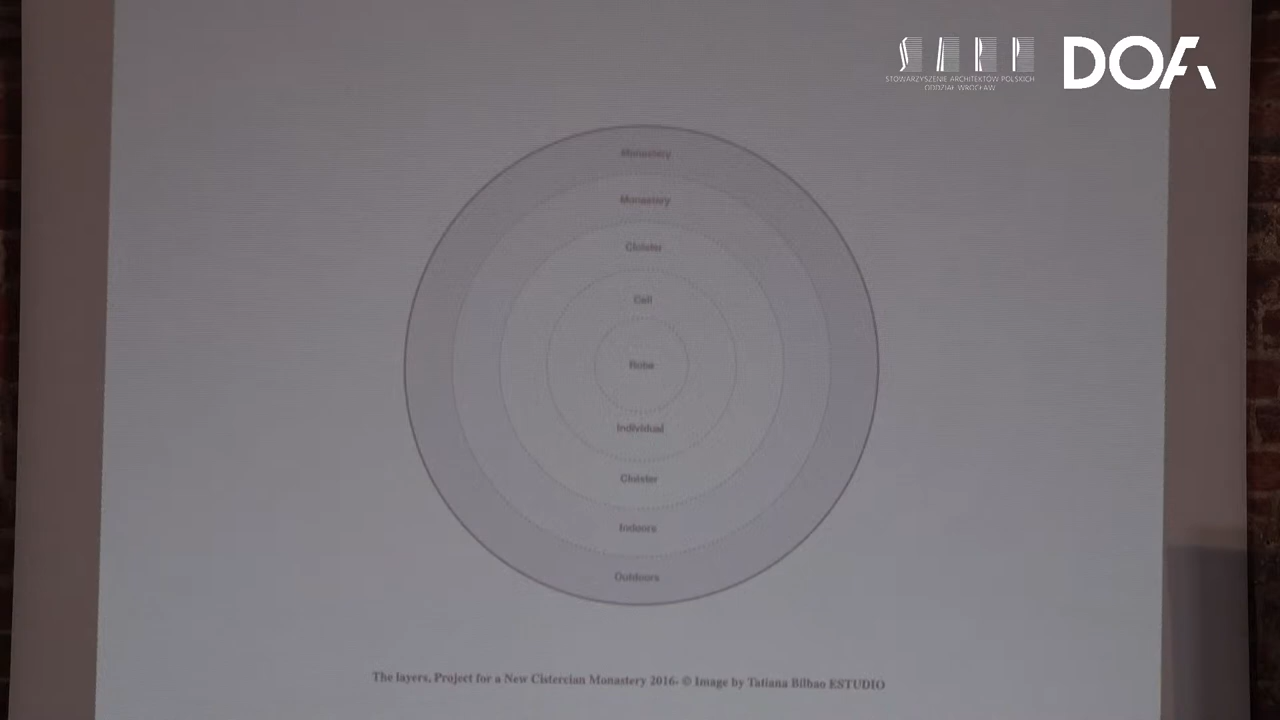 SARP
STOWARZYSZENIE ARCHITEKTÓW POLSKICH
ODDZIAŁ WROCŁAW
DOFA
Monastery
Monastery
Cloister
Cell
Robe
Individual
Cloister
Indoors
Outdoors
The layers, Project for a New Cistercian Monastery 2016- © Image by Tatiana Bilbao ESTUDIO